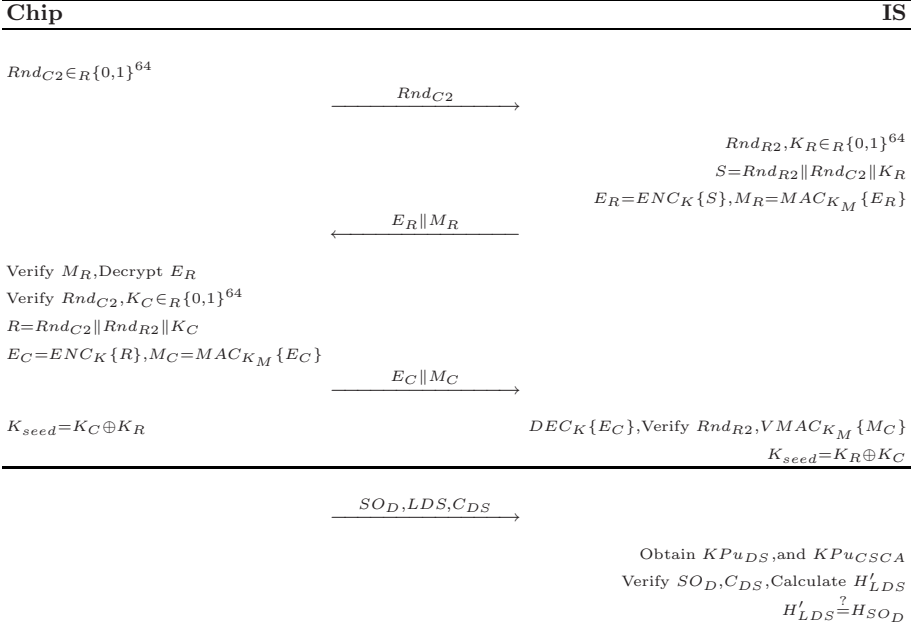 Chip IS
Rnd_{C2}∈_R{0,1}^{64}
Rnd_{C2}
Rnd_{R2},K_R∈_R{0,1}^{64}
S=Rnd_{R2}‖Rnd_{C2}‖K_R
E_R=ENC_K{S},M_R=MAC_{K_M}{E_R}
E_R‖M_R
Verify M_R,Decrypt E_R
Verify Rnd_{C2},K_C∈_R{0,1}^{64}
R=Rnd_{C2}‖Rnd_{R2}‖K_C
E_C=ENC_K{R},M_C=MAC_{K_M}{E_C}
E_C‖M_C
K_{seed}=K_C⊕K_R DEC_K{E_C},Verify Rnd_{R2},VMAC_{K_M}{M_C}
K_{seed}=K_R⊕K_C
SO_D,LDS,C_{DS}
Obtain KPu_{DS},and KPu_{CSCA}
Verify SO_D,C_{DS},Calculate H'_{LDS}
H'_{LDS}≟H_{SO_D}